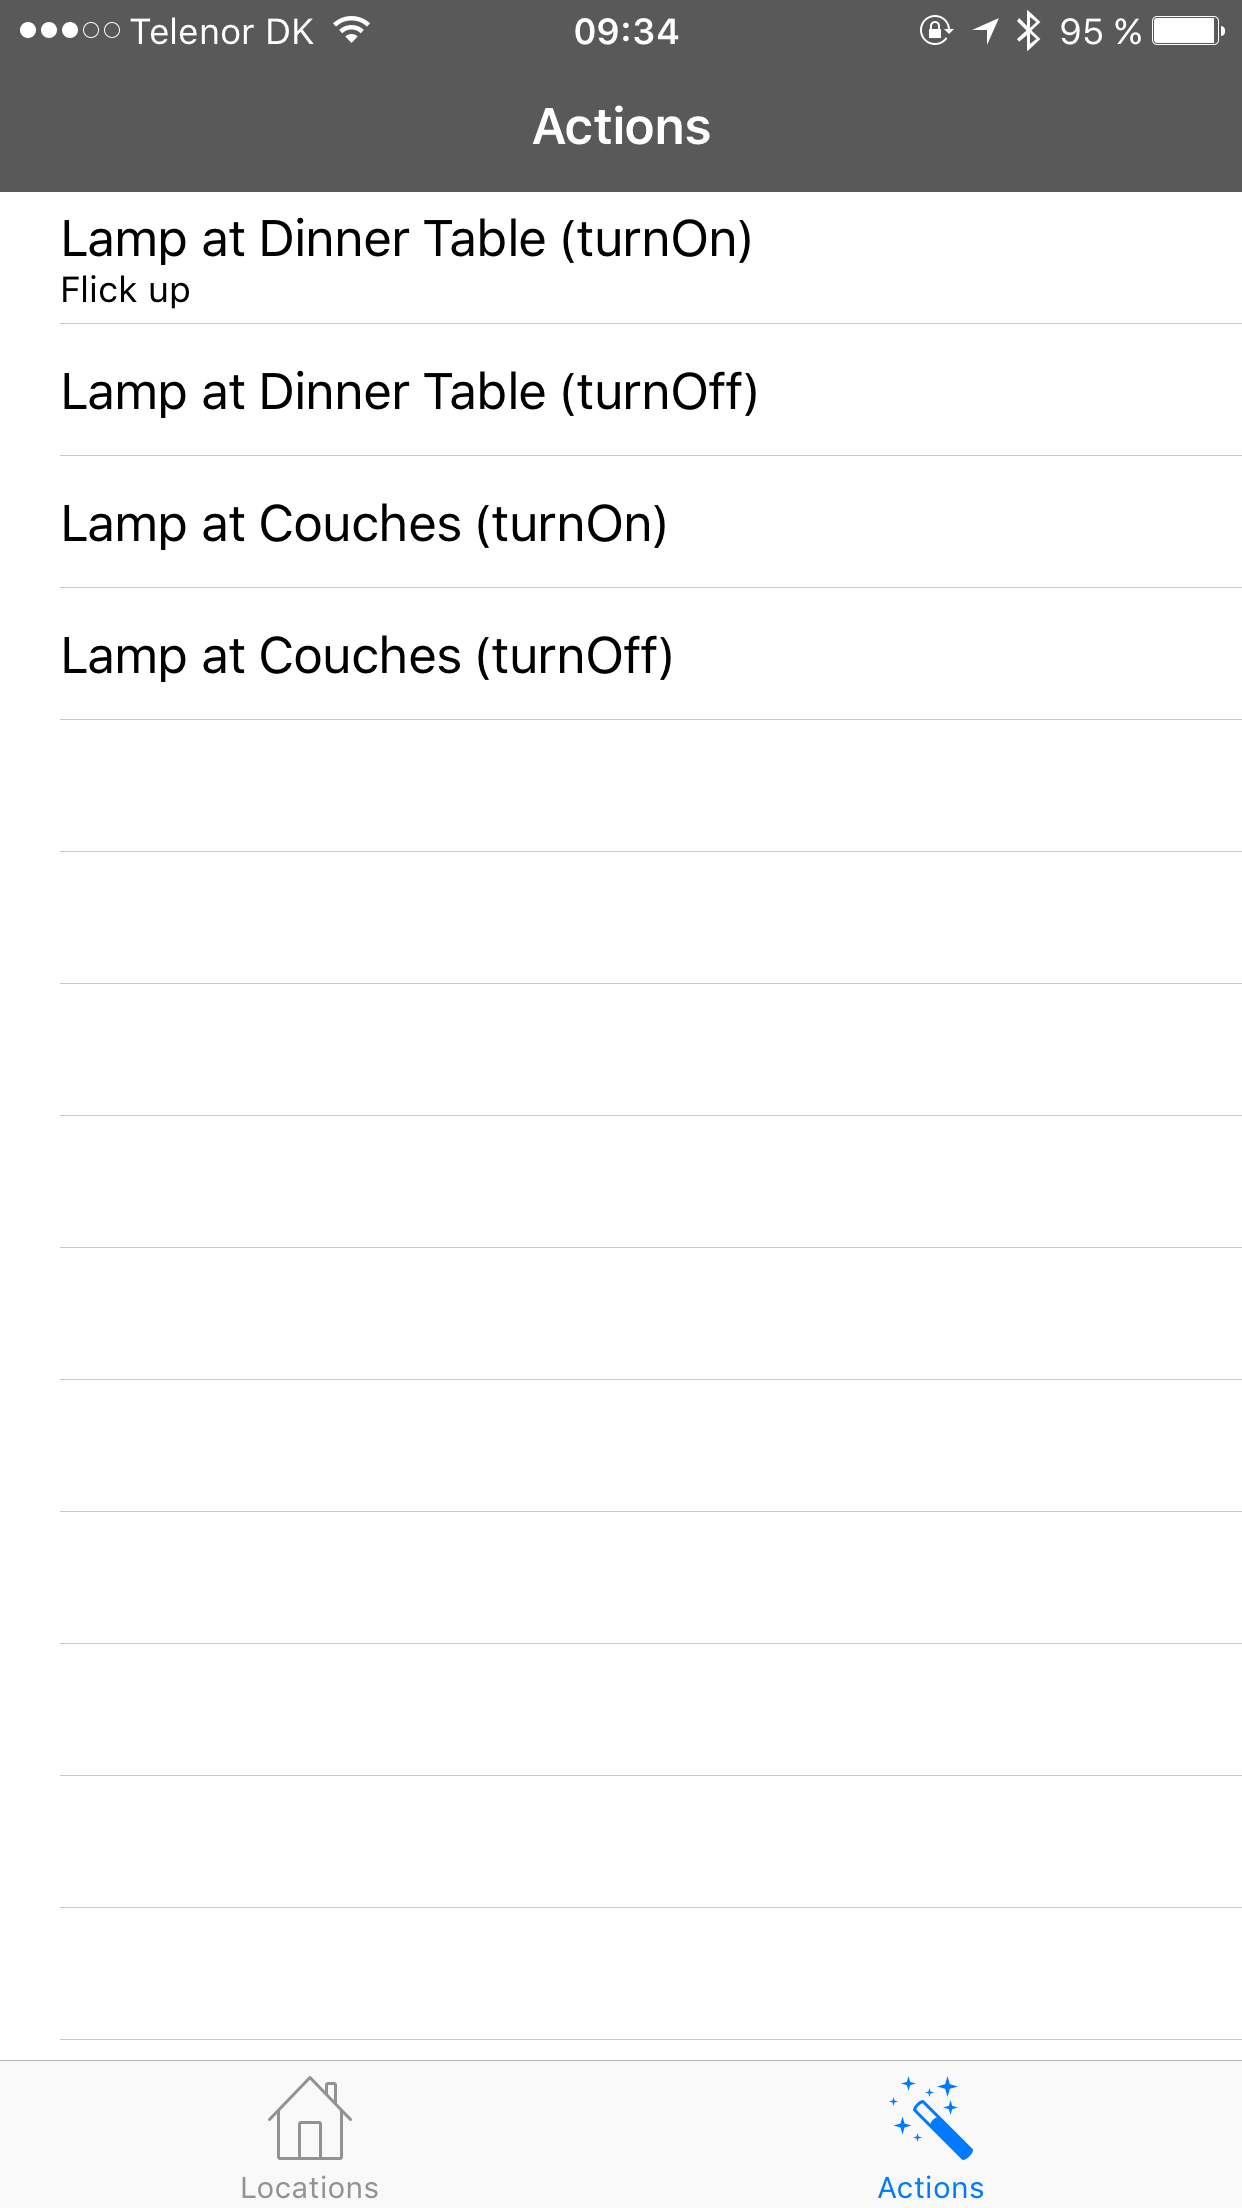 Telenor DK 09:34 95 %
Actions
Lamp at Dinner Table (turnOn)
Flick up
Lamp at Dinner Table (turnOff)
Lamp at Couches (turnOn)
Lamp at Couches (turnOff)
Locations Actions